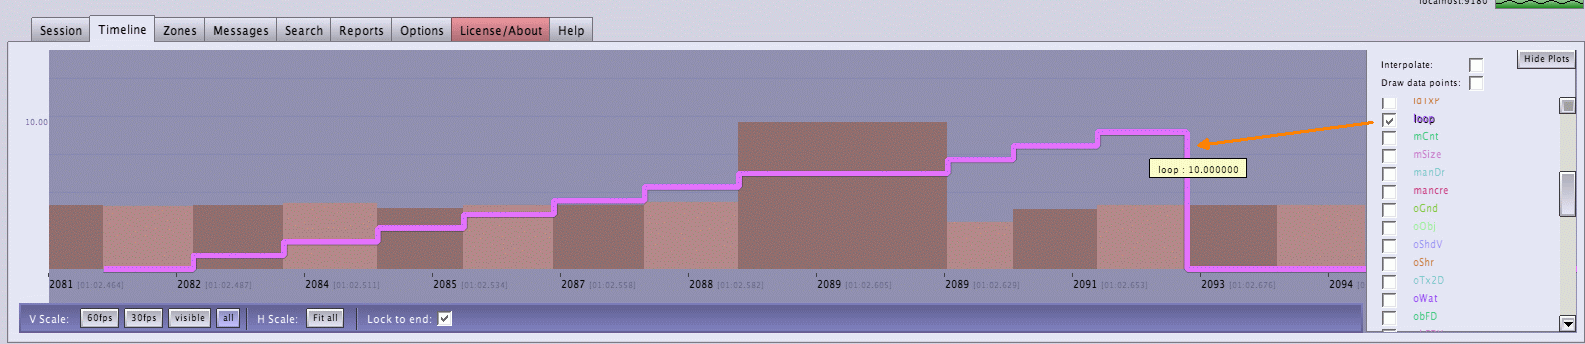 localhost:9180
Session Timeline Zones Messages Search Reports Options License/About Help
Hide Plots
Interpolate:
Draw data points:
idTxP
loop
10.00
mCnt
mSize
loop : 10.000000
manDr
mancre
oGnd
oObj
oShdV
oShr
2081 [01:02.464] 2082 [01:02.487] 2084 [01:02.511] 2085 [01:02.534] 2087 [01:02.558] 2088 [01:02.582] 2089 [01:02.605] 2089 [01:02.629] 2091 [01:02.653] 2093 [01:02.676] 2094
oTx2D
oWat
V Scale: 60fps 30fps visible all H Scale: Fit all Lock to end:
obFD